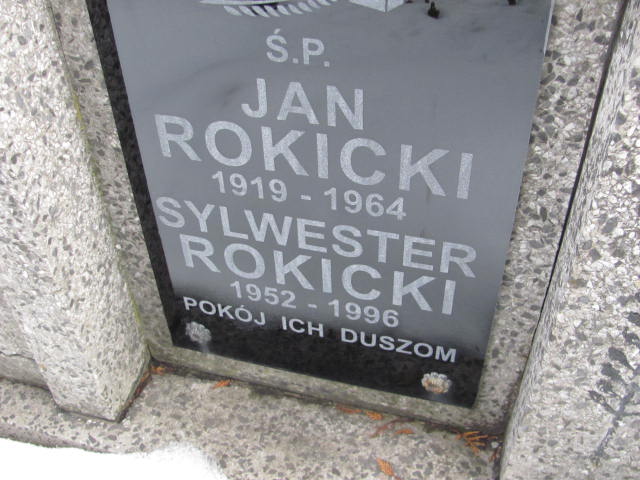 Ś.P.
JAN
ROKICKI
1919 - 1964
SYLWESTER
ROKICKI
1952 - 1996
POKÓJ ICH DUSZOM